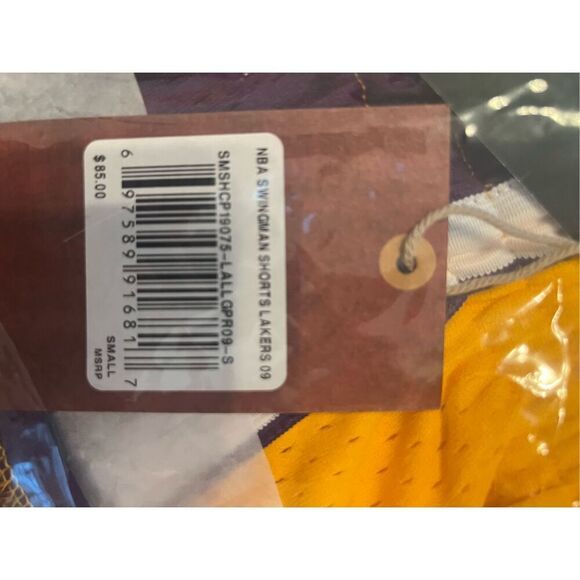 NBA SWINGMAN SHORTS LAKERS 09
SMSHCP19075-LALLGPR09-S
6 97589 91681 7
SMALL
$85.00 MSRP